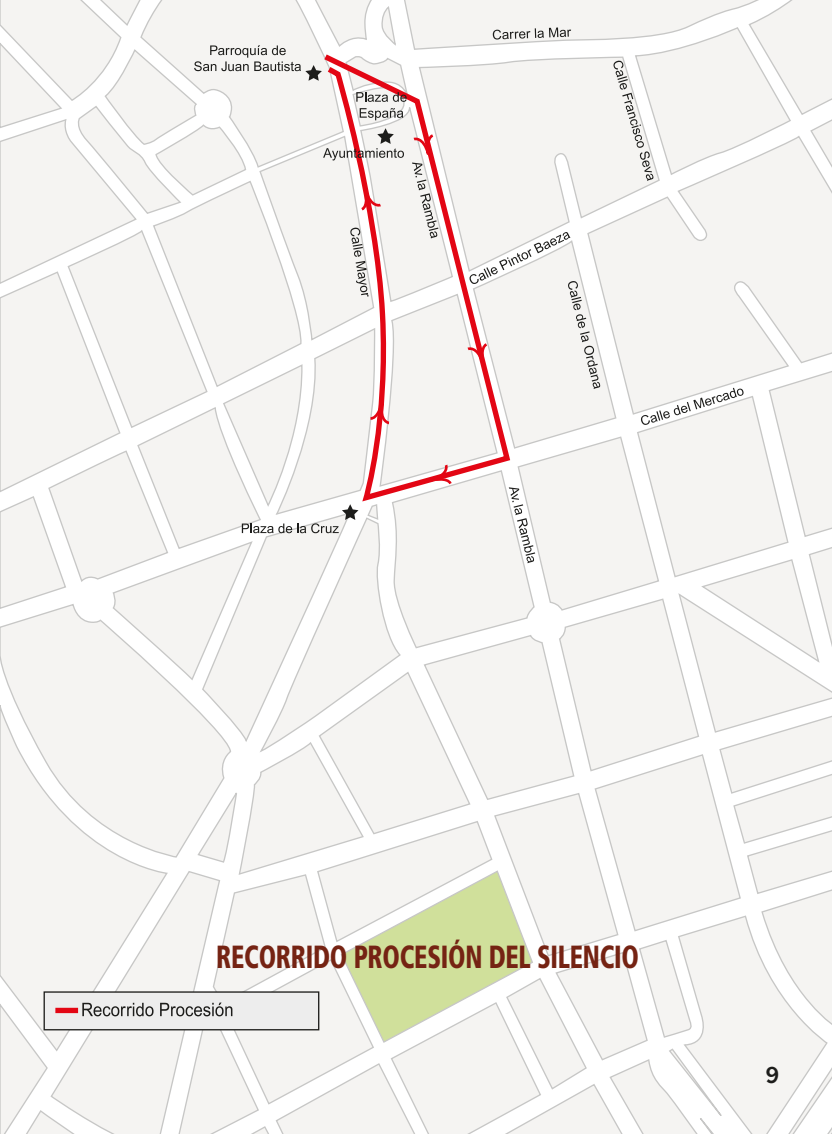 Carrer la Mar
Parroquía de
San Juan Bautista
Calle Francisco Seva
Plaza de
España
Ayuntamiento
Av. la Rambla
Calle Mayor
Calle Pintor Baeza
Calle de la Ordana
Calle del Mercado
Plaza de la Cruz
Av. la Rambla
RECORRIDO PROCESIÓN DEL SILENCIO
Recorrido Procesión
9